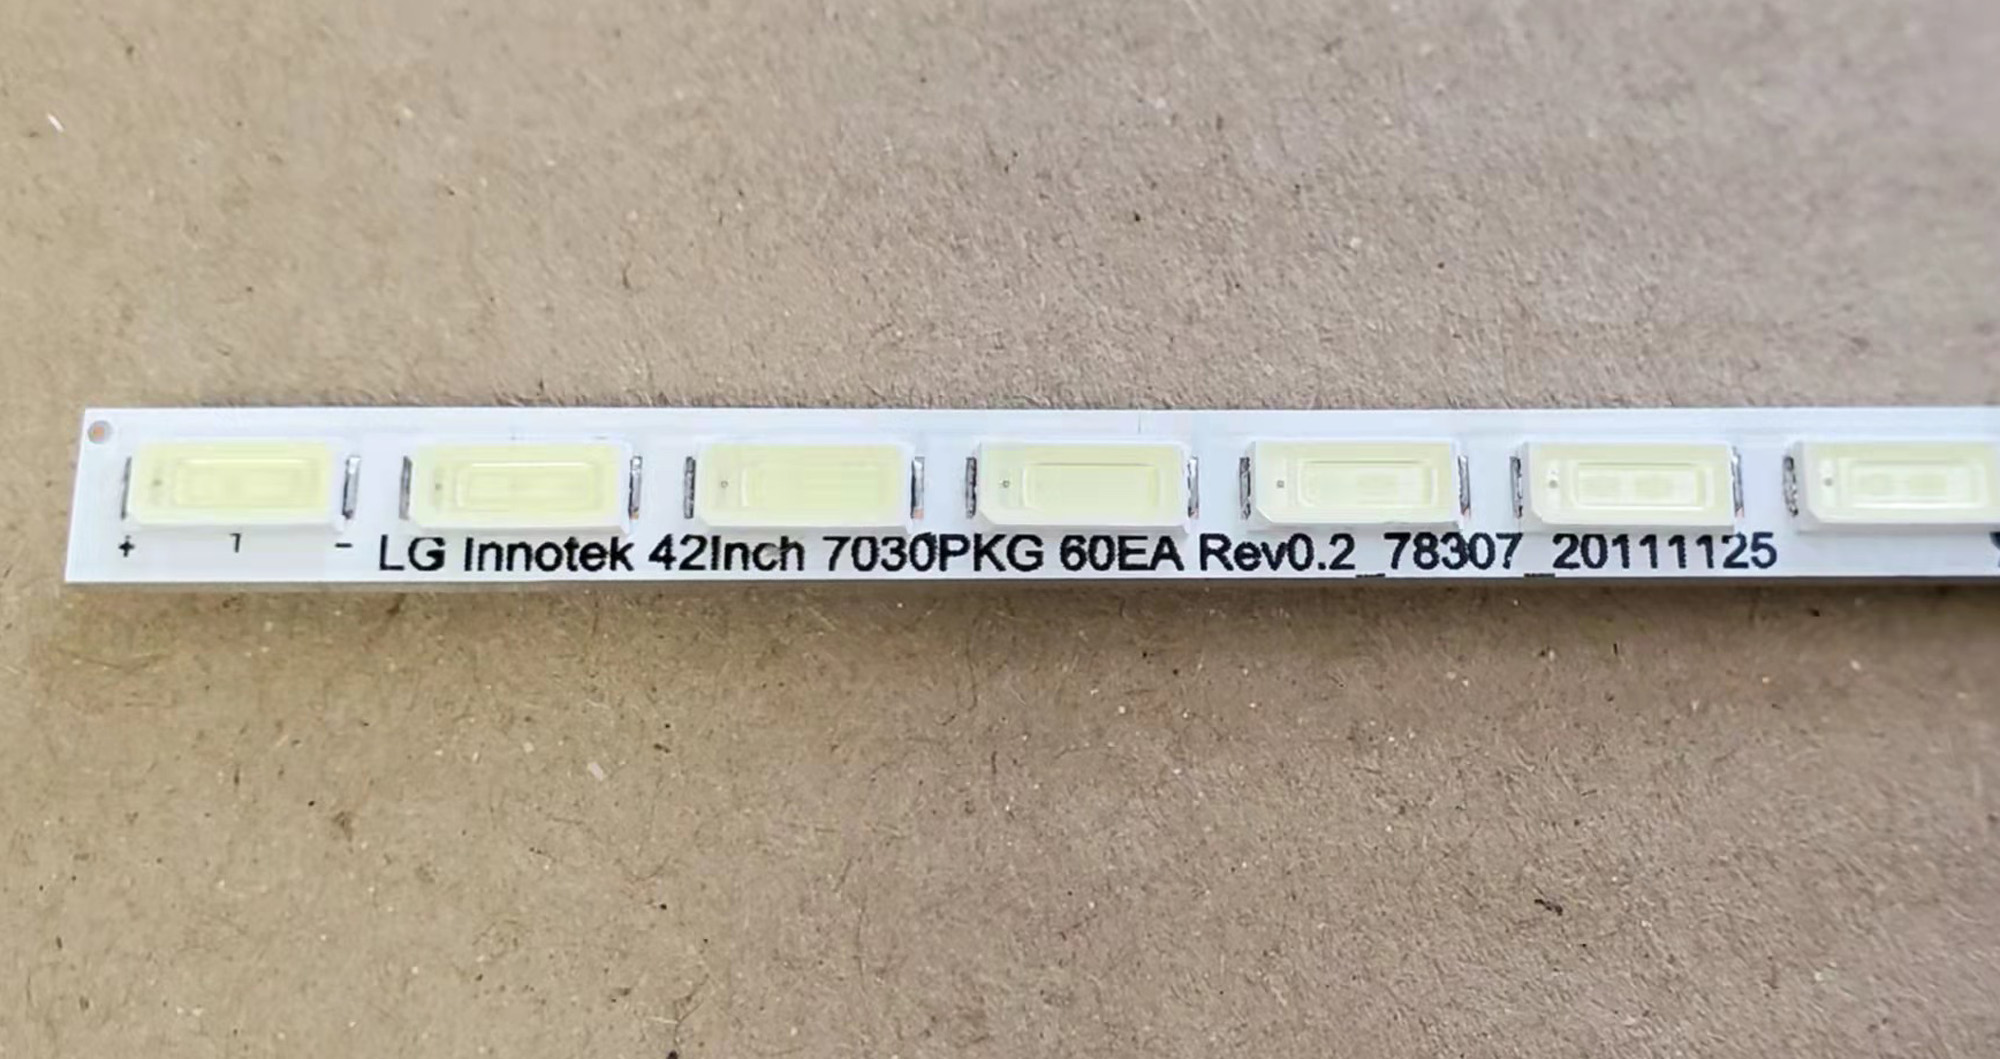 + 1 - LG Innotek 42Inch 7030PKG 60EA Rev0.2_78307_20111125